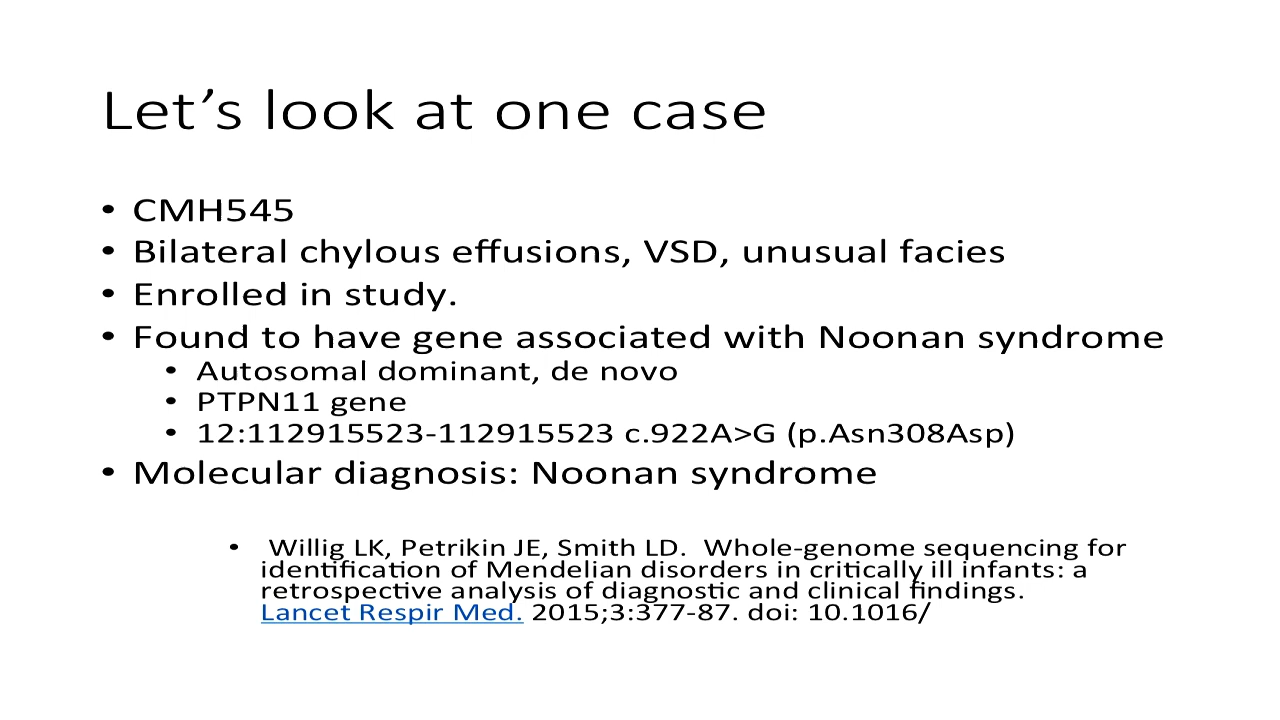 Let’s look at one case
• CMH545
• Bilateral chylous effusions, VSD, unusual facies
• Enrolled in study.
• Found to have gene associated with Noonan syndrome
• Autosomal dominant, de novo
• PTPN11 gene
• 12:112915523-112915523 c.922A>G (p.Asn308Asp)
• Molecular diagnosis: Noonan syndrome
• Willig LK, Petrikin JE, Smith LD. Whole-genome sequencing for
identification of Mendelian disorders in critically ill infants: a
retrospective analysis of diagnostic and clinical findings.
Lancet Respir Med. 2015;3:377-87. doi: 10.1016/